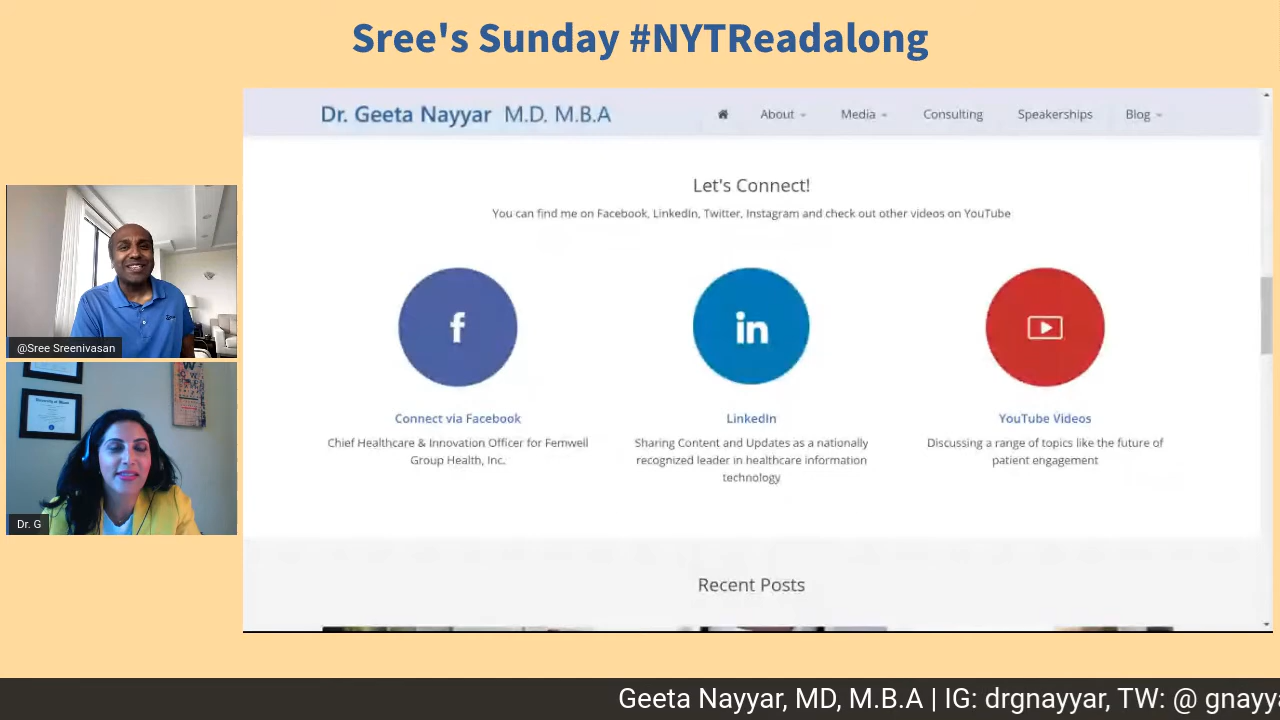 Sree's Sunday #NYTReadalong
Dr. Geeta Nayyar M.D. M.B.A
About
Media
Consulting
Speakerships
Blog
Let's Connect!
You can find me on Facebook, LinkedIn, Twitter, Instagram and check out other videos on YouTube
f
in
Connect via Facebook
LinkedIn
YouTube Videos
Chief Healthcare & Innovation Officer for Femwell
Group Health, Inc.
Sharing Content and Updates as a nationally
recognized leader in healthcare information
technology
Discussing a range of topics like the future of
patient engagement
Recent Posts
@Sree Sreenivasan
Dr. G
Geeta Nayyar, MD, M.B.A | IG: drgnayyar, TW: @ gnayy